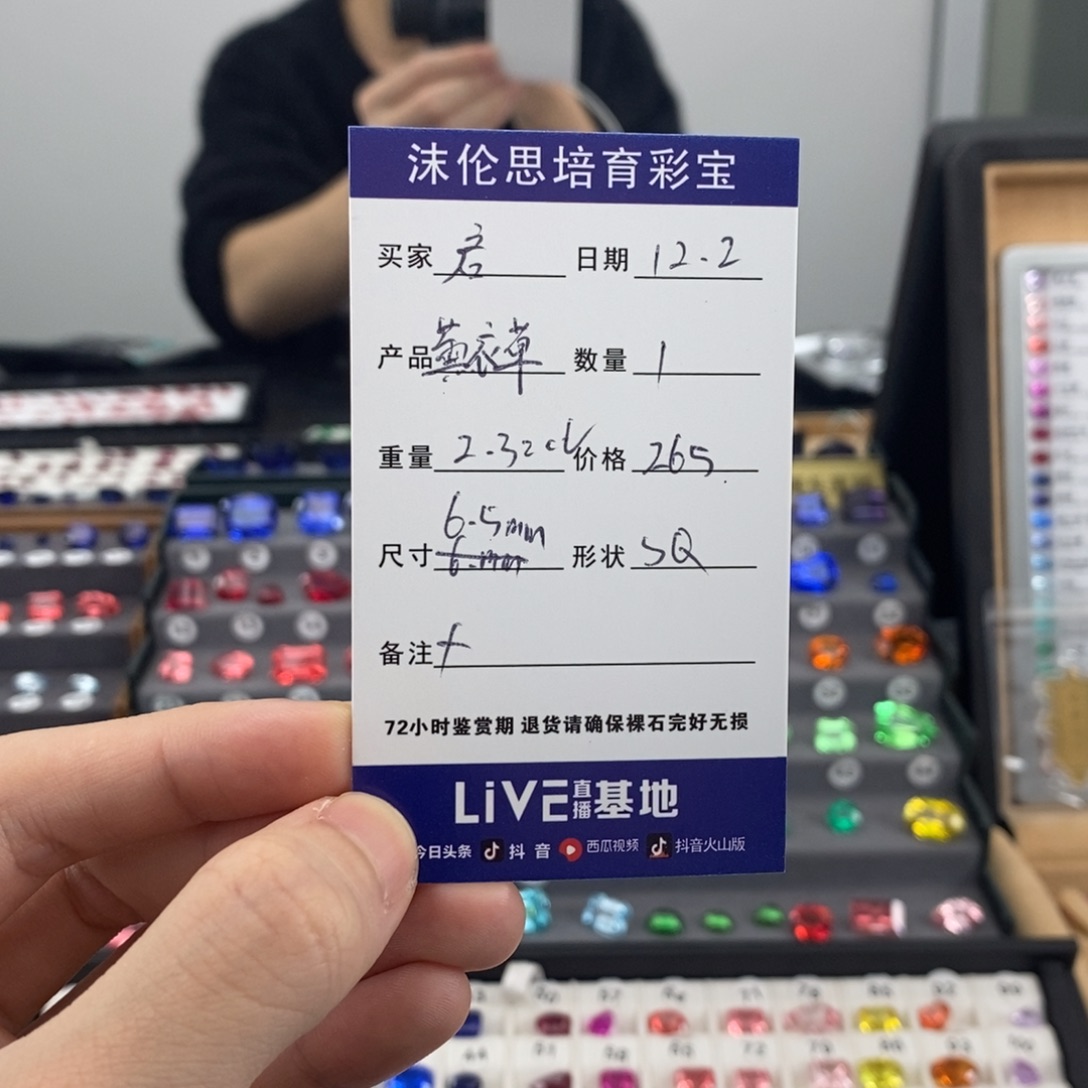 沫伦思培育彩宝
买家 君 日期 12.2
产品 薰衣草 数量 1
重量 2.32ct 价格 265
6.5mm
尺寸 6.mm 形状 SQ
备注
72小时鉴赏期 退货请确保裸石完好无损
LiVE直播基地
今日头条 抖音 西瓜视频 抖音火山版